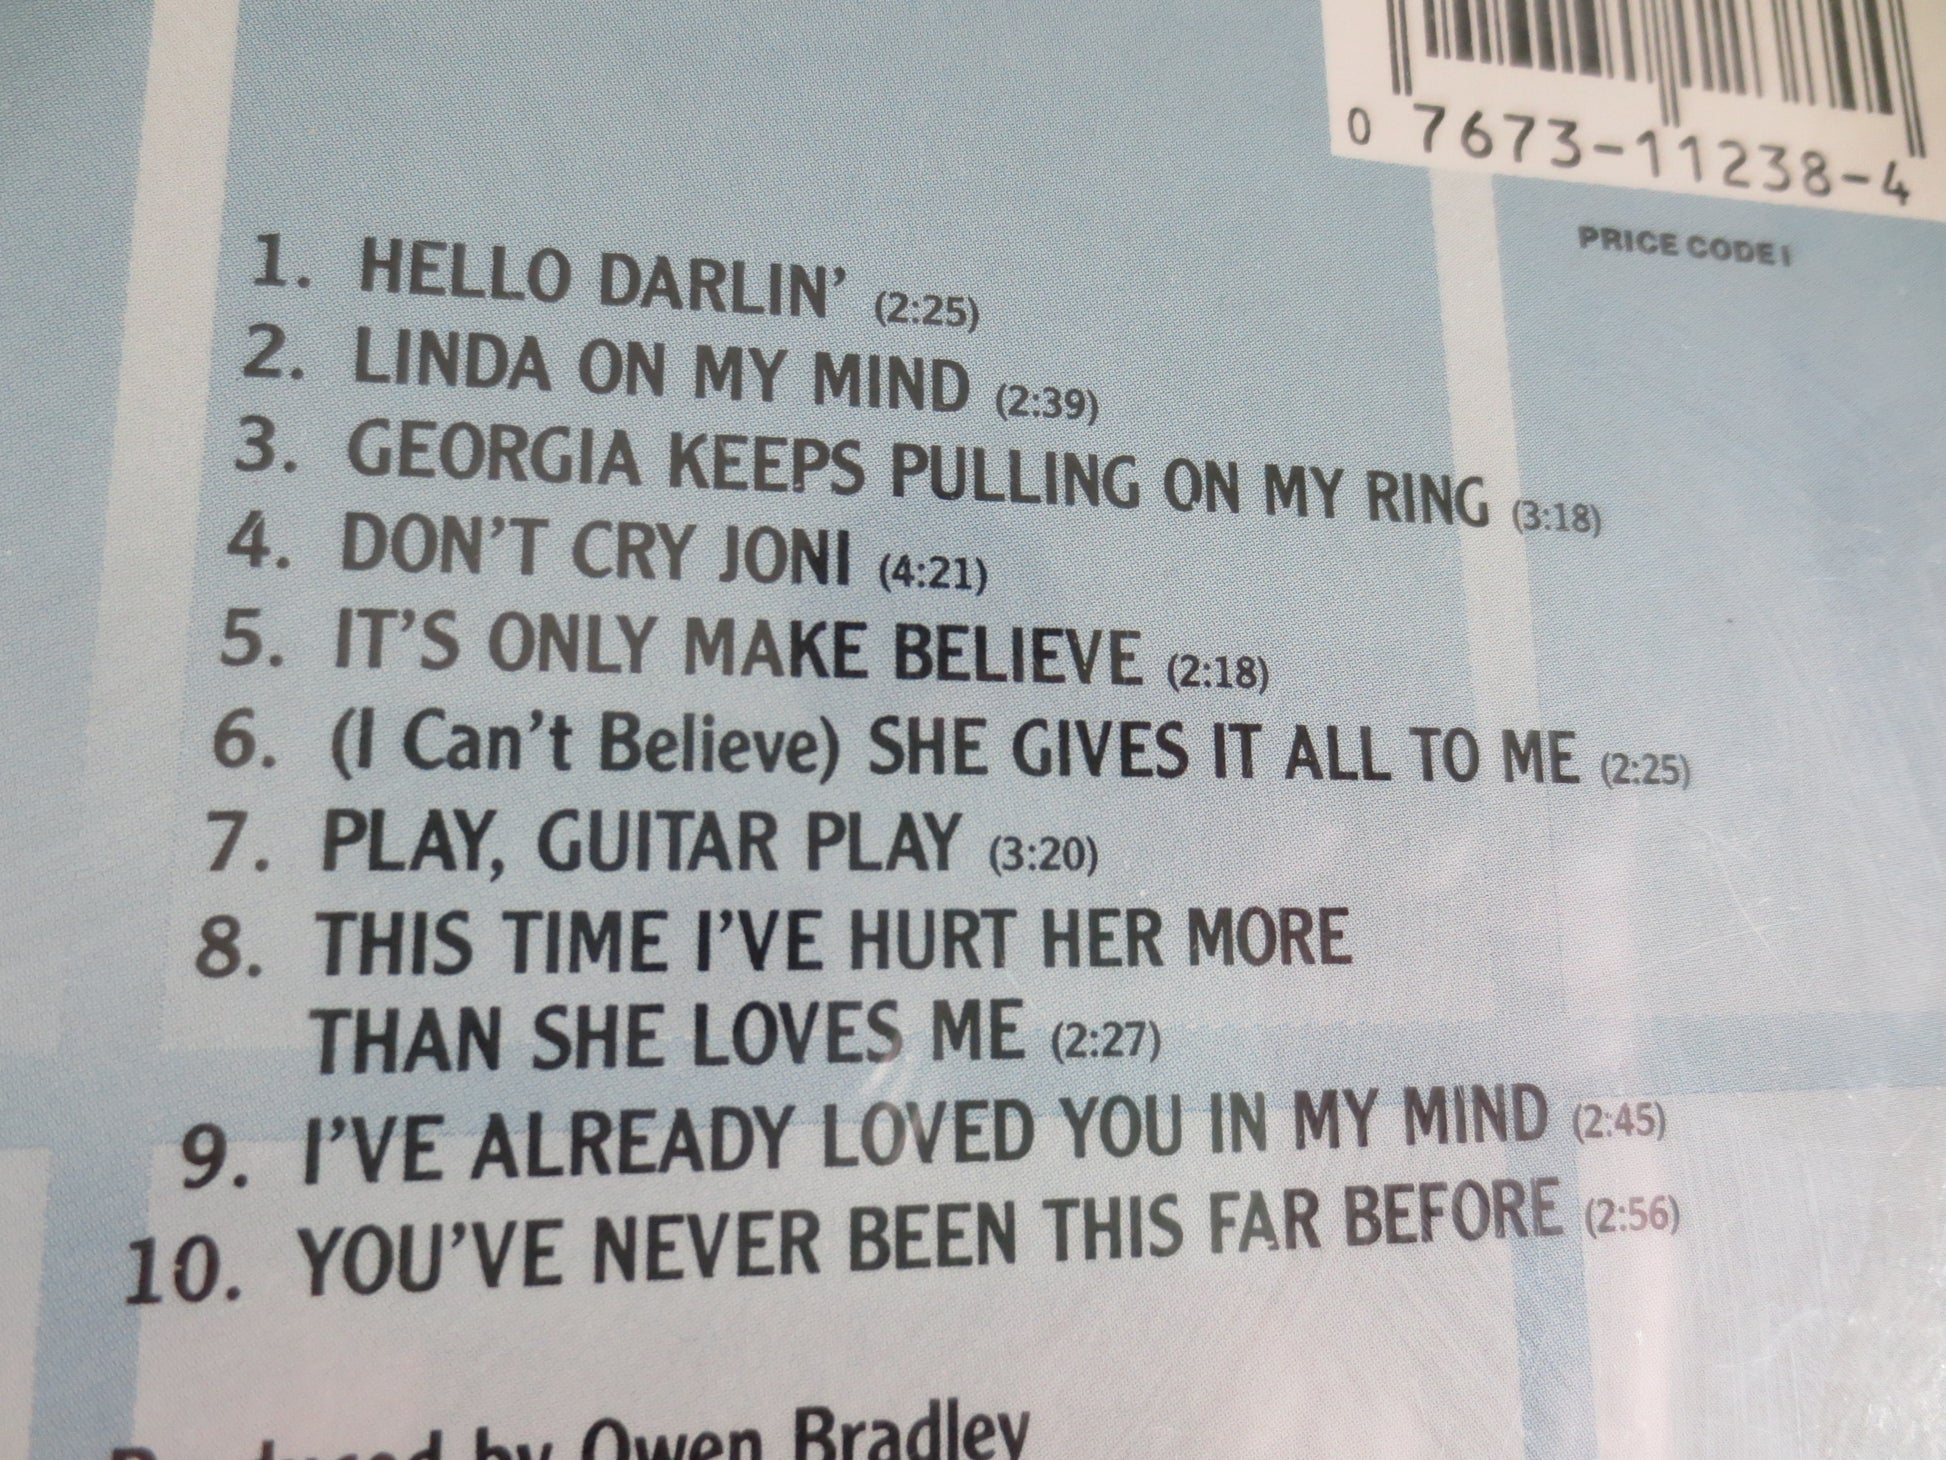 0 7673-11238-4
PRICE CODE I
1. HELLO DARLIN' (2:25)
2. LINDA ON MY MIND (2:39)
3. GEORGIA KEEPS PULLING ON MY RING (3:18)
4. DON'T CRY JONI (4:21)
5. IT'S ONLY MAKE BELIEVE (2:18)
6. (I Can't Believe) SHE GIVES IT ALL TO ME (2:25)
7. PLAY, GUITAR PLAY (3:20)
8. THIS TIME I'VE HURT HER MORE
THAN SHE LOVES ME (2:27)
9. I'VE ALREADY LOVED YOU IN MY MIND (2:45)
10. YOU'VE NEVER BEEN THIS FAR BEFORE (2:56)
Produced by Owen Bradley